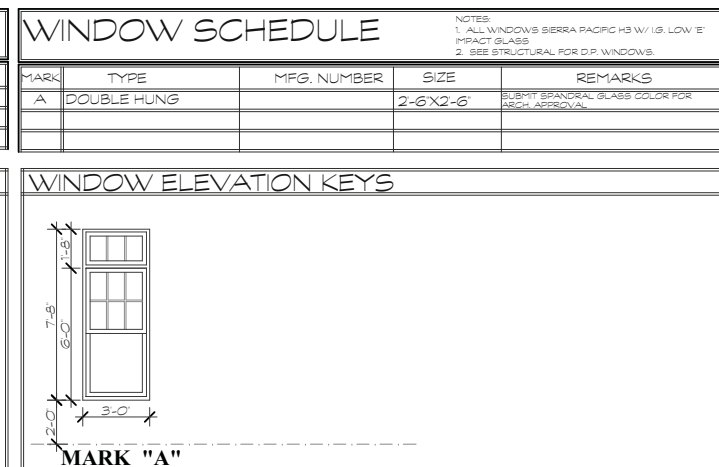 WINDOW SCHEDULE
NOTES:
1. ALL WINDOWS SIERRA PACIFIC H3 W/ I.G. LOW 'E'
IMPACT GLASS
2. SEE STRUCTURAL FOR D.P. WINDOWS.
MARK TYPE MFG. NUMBER SIZE REMARKS
A DOUBLE HUNG 2'-6"X2'-6" SUBMIT SPANDRAL GLASS COLOR FOR
ARCH. APPROVAL
WINDOW ELEVATION KEYS
1'-8"
7'-8"
6'-0"
3'-0"
2'-0"
MARK "A"